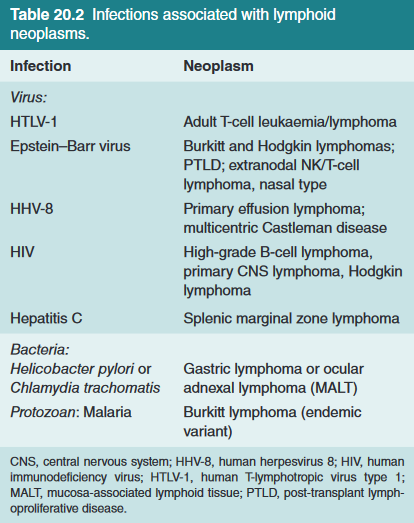 Table 20.2 Infections associated with lymphoid
neoplasms.
Infection Neoplasm
Virus:
HTLV-1 Adult T-cell leukaemia/lymphoma
Epstein–Barr virus Burkitt and Hodgkin lymphomas;
PTLD; extranodal NK/T-cell
lymphoma, nasal type
HHV-8 Primary effusion lymphoma;
multicentric Castleman disease
HIV High-grade B-cell lymphoma,
primary CNS lymphoma, Hodgkin
lymphoma
Hepatitis C Splenic marginal zone lymphoma
Bacteria:
Helicobacter pylori or Gastric lymphoma or ocular
Chlamydia trachomatis adnexal lymphoma (MALT)
Protozoan: Malaria Burkitt lymphoma (endemic
variant)
CNS, central nervous system; HHV-8, human herpesvirus 8; HIV, human
immunodeficiency virus; HTLV-1, human T-lymphotropic virus type 1;
MALT, mucosa-associated lymphoid tissue; PTLD, post-transplant lymph-
oproliferative disease.